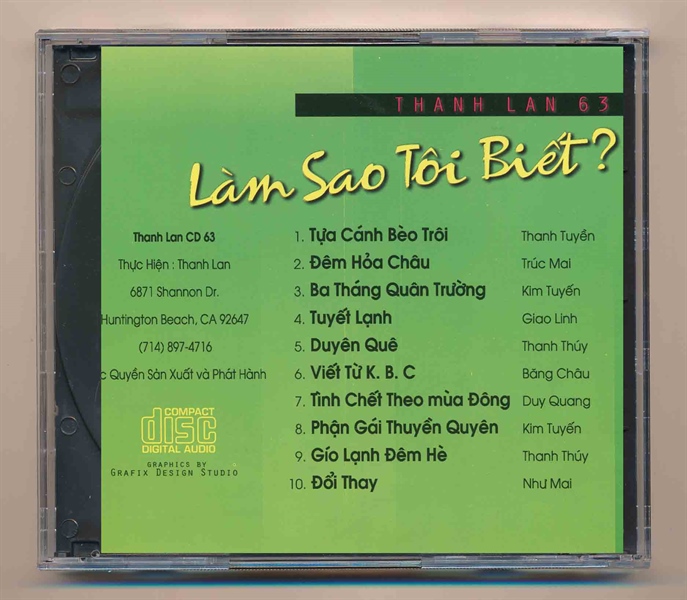 THANH LAN 63
Làm Sao Tôi Biết?
Thanh Lan CD 63
Thực Hiện : Thanh Lan
6871 Shannon Dr.
Huntington Beach, CA 92647
(714) 897-4716
c Quyền Sản Xuất và Phát Hành
COMPACT
disc
DIGITAL AUDIO
GRAPHICS BY
GRAFIX DESIGN STUDIO
1. Tựa Cánh Bèo Trôi Thanh Tuyền
2. Đêm Hỏa Châu Trúc Mai
3. Ba Tháng Quân Trường Kim Tuyến
4. Tuyết Lạnh Giao Linh
5. Duyên Quê Thanh Thúy
6. Viết Từ K. B. C Băng Châu
7. Tình Chết Theo mùa Đông Duy Quang
8. Phận Gái Thuyền Quyên Kim Tuyến
9. Gío Lạnh Đêm Hè Thanh Thúy
10. Đổi Thay Như Mai